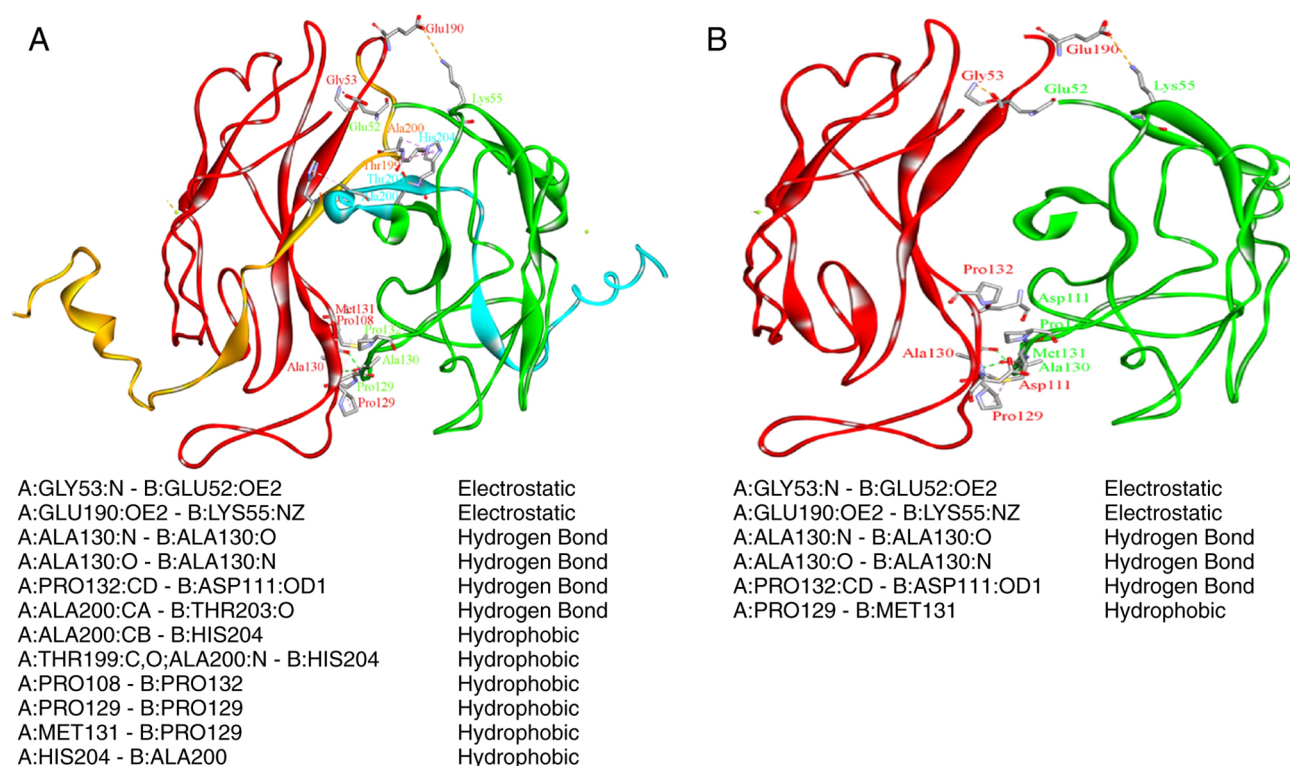 A
Glu190
Gly53
Lys55
Glu52
Ala200
His204
Thr199
Met131
Pro108
Pro132
Ala130
Ala130
Pro129
Pro129
A:GLY53:N - B:GLU52:OE2 Electrostatic
A:GLU190:OE2 - B:LYS55:NZ Electrostatic
A:ALA130:N - B:ALA130:O Hydrogen Bond
A:ALA130:O - B:ALA130:N Hydrogen Bond
A:PRO132:CD - B:ASP111:OD1 Hydrogen Bond
A:ALA200:CA - B:THR203:O Hydrogen Bond
A:ALA200:CB - B:HIS204 Hydrophobic
A:THR199:C,O;ALA200:N - B:HIS204 Hydrophobic
A:PRO108 - B:PRO132 Hydrophobic
A:PRO129 - B:PRO129 Hydrophobic
A:MET131 - B:PRO129 Hydrophobic
A:HIS204 - B:ALA200 Hydrophobic
B
Glu190
Gly53
Glu52
Lys55
Pro132
Asp111
Ala130
Met131
Ala130
Asp111
Pro129
A:GLY53:N - B:GLU52:OE2 Electrostatic
A:GLU190:OE2 - B:LYS55:NZ Electrostatic
A:ALA130:N - B:ALA130:O Hydrogen Bond
A:ALA130:O - B:ALA130:N Hydrogen Bond
A:PRO132:CD - B:ASP111:OD1 Hydrogen Bond
A:PRO129 - B:MET131 Hydrophobic